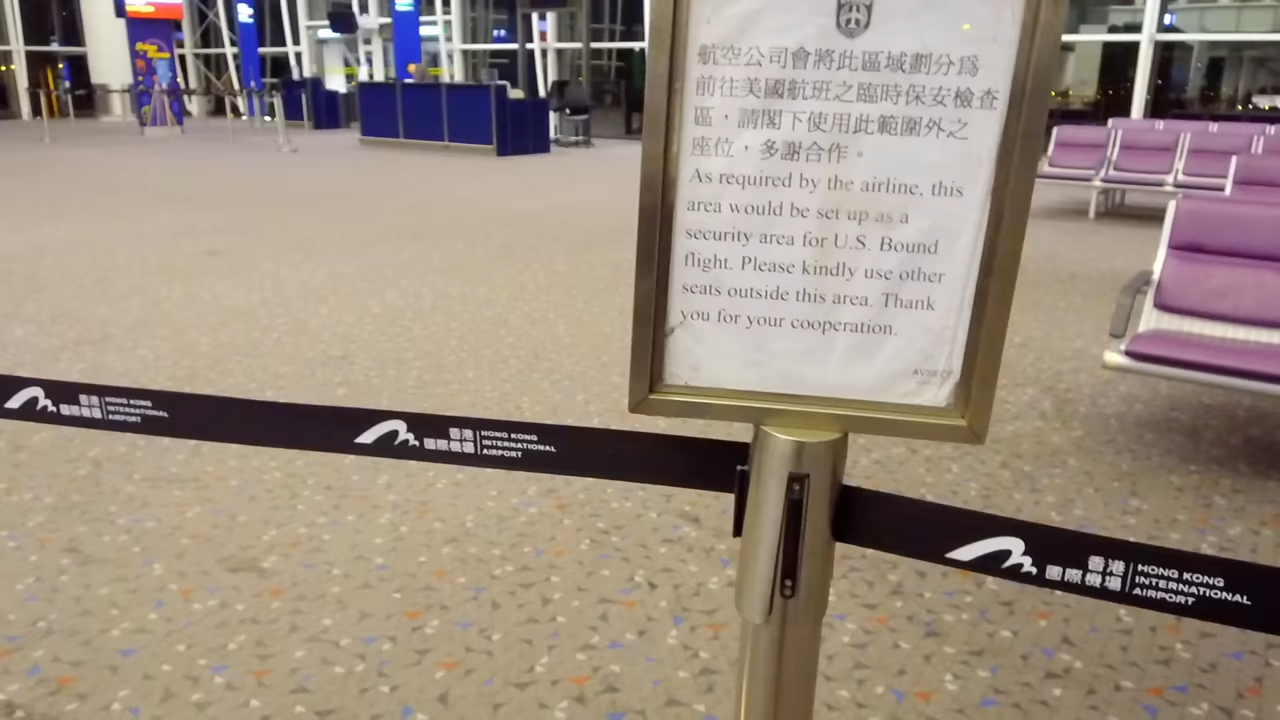 航空公司會將此區域劃分爲
前往美國航班之臨時保安檢查
區，請閣下使用此範圍外之
座位，多謝合作。
As required by the airline, this
area would be set up as a
security area for U.S. Bound
flight. Please kindly use other
seats outside this area. Thank
you for your cooperation.
香港
國際機場
HONG KONG
INTERNATIONAL
AIRPORT
香港
國際機場
HONG KONG
INTERNATIONAL
AIRPORT
香港
國際機場
HONG KONG
INTERNATIONAL
AIRPORT